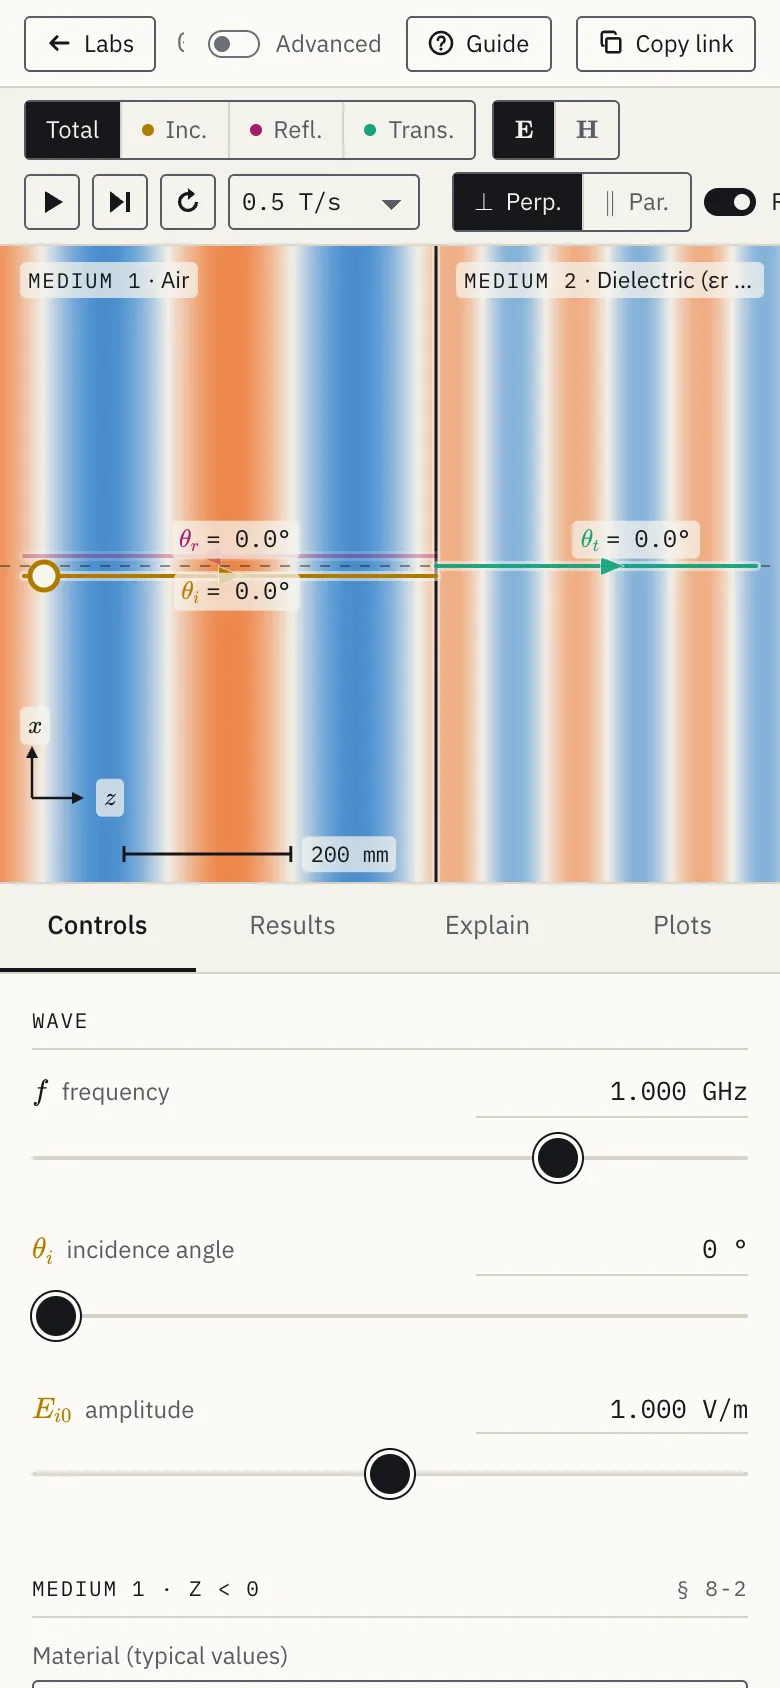 Labs Advanced Guide Copy link
Total Inc. Refl. Trans. E H
0.5 T/s ⊥ Perp. ∥ Par.
MEDIUM 1 · Air MEDIUM 2 · Dielectric (εr ...
θr = 0.0° θt = 0.0°
θi = 0.0°
x
z
200 mm
Controls Results Explain Plots
WAVE
f frequency 1.000 GHz
θi incidence angle 0 °
Ei0 amplitude 1.000 V/m
MEDIUM 1 · Z < 0 § 8-2
Material (typical values)